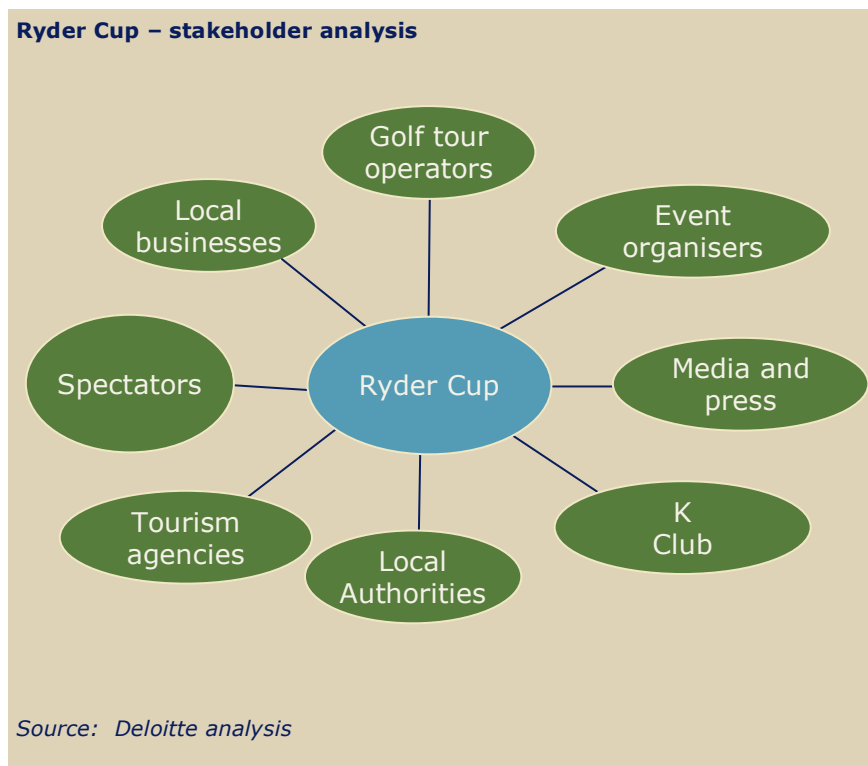 Ryder Cup – stakeholder analysis
Golf tour
operators
Local
businesses
Event
organisers
Spectators
Ryder Cup
Media and
press
Tourism
agencies
Local
Authorities
K
Club
Source:  Deloitte analysis